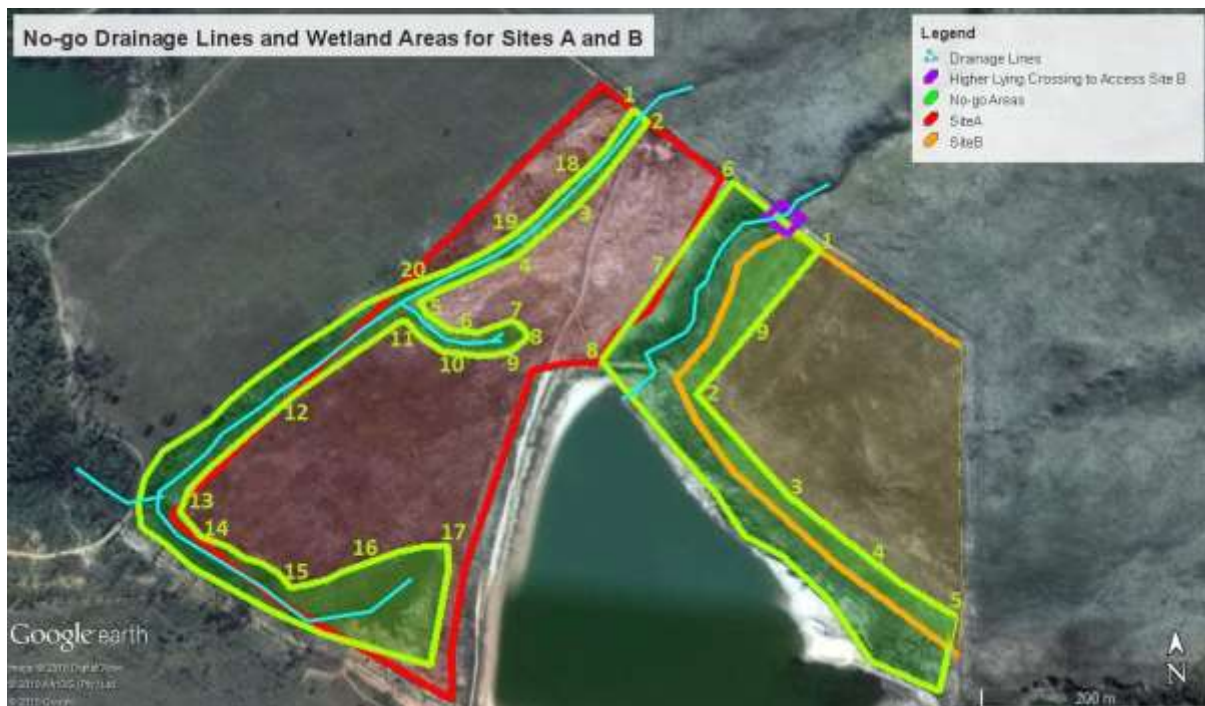 No-go Drainage Lines and Wetland Areas for Sites A and B
Legend
Drainage Lines
Higher Lying Crossing to Access Site B
No-go Areas
SiteA
SiteB
1
2
18
3
19
4
20
5
6
7
8
11
10
9
12
13
14
15
16
17
6
7
8
1
9
2
3
4
5
Google earth
N
200 m